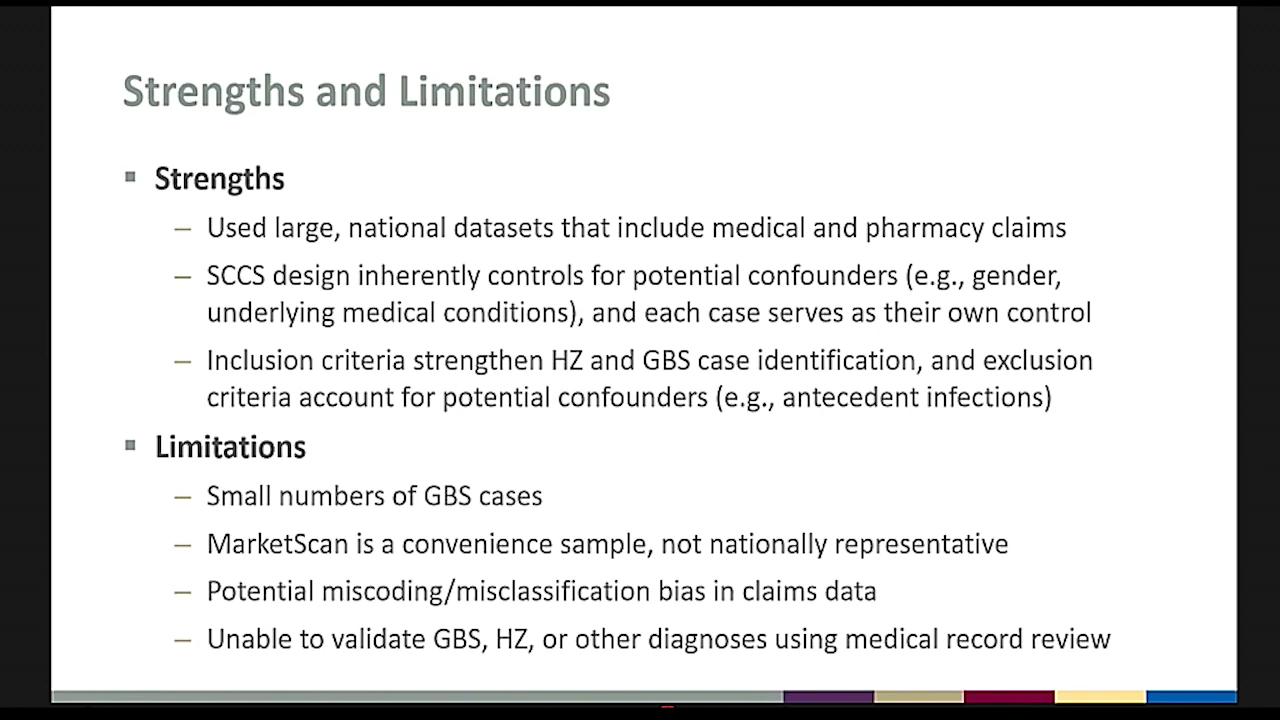 Strengths and Limitations
▪ Strengths
– Used large, national datasets that include medical and pharmacy claims
– SCCS design inherently controls for potential confounders (e.g., gender,
underlying medical conditions), and each case serves as their own control
– Inclusion criteria strengthen HZ and GBS case identification, and exclusion
criteria account for potential confounders (e.g., antecedent infections)
▪ Limitations
– Small numbers of GBS cases
– MarketScan is a convenience sample, not nationally representative
– Potential miscoding/misclassification bias in claims data
– Unable to validate GBS, HZ, or other diagnoses using medical record review